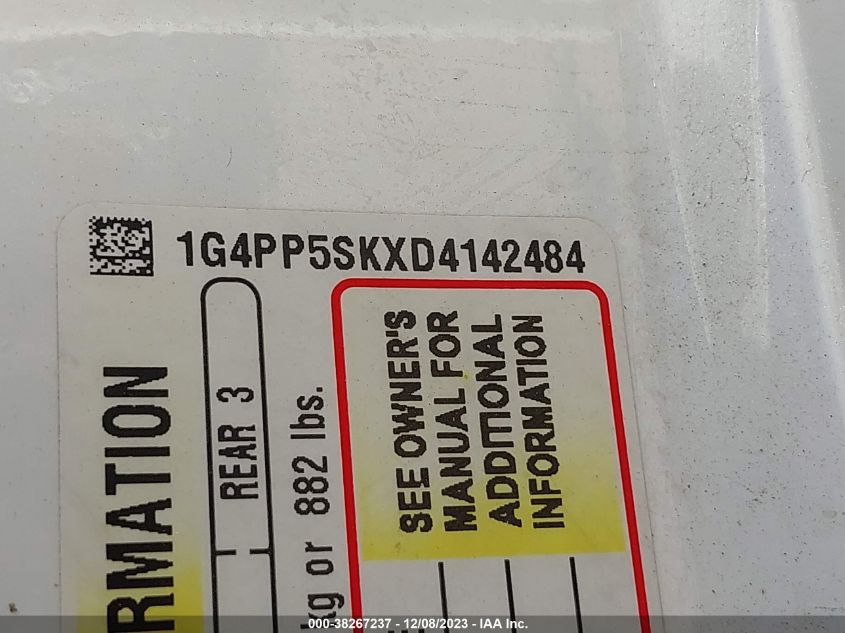 1G4PP5SKXD4142484
SEE OWNER'S
MANUAL FOR
ADDITIONAL
INFORMATION
kg or 882 lbs.
REAR 3
RMATION
000-38267237 - 12/08/2023 - IAA Inc.